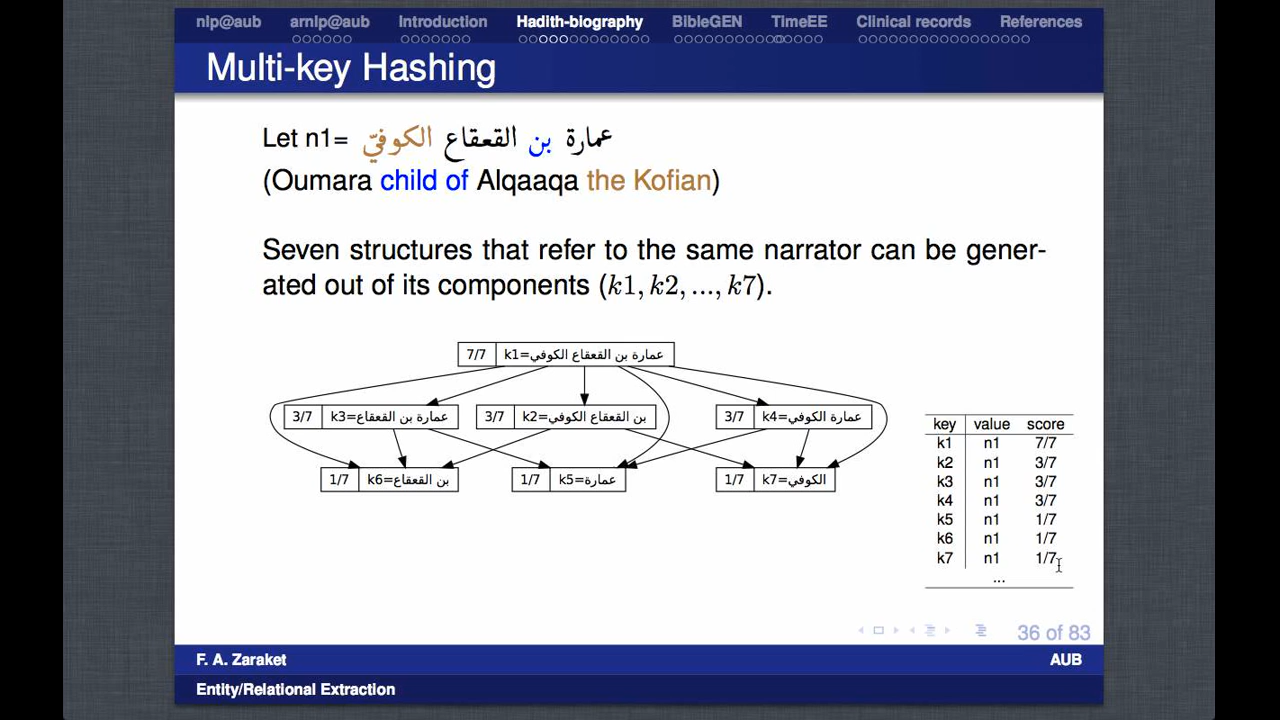 nlp@aub arnlp@aub Introduction Hadith-biography BibleGEN TimeEE Clinical records References
Multi-key Hashing
Let n1= عمارة بن القعقاع الكوفيّ
(Oumara child of Alqaaqa the Kofian)
Seven structures that refer to the same narrator can be gener-
ated out of its components (k1, k2, ..., k7).
7/7 k1=عمارة بن القعقاع الكوفي
3/7 k3=عمارة بن القعقاع 3/7 k2=بن القعقاع الكوفي 3/7 k4=عمارة الكوفي
1/7 k6=بن القعقاع 1/7 k5=عمارة 1/7 k7=الكوفي
key value score
k1 n1 7/7
k2 n1 3/7
k3 n1 3/7
k4 n1 3/7
k5 n1 1/7
k6 n1 1/7
k7 n1 1/7
...
36 of 83
F. A. Zaraket AUB
Entity/Relational Extraction